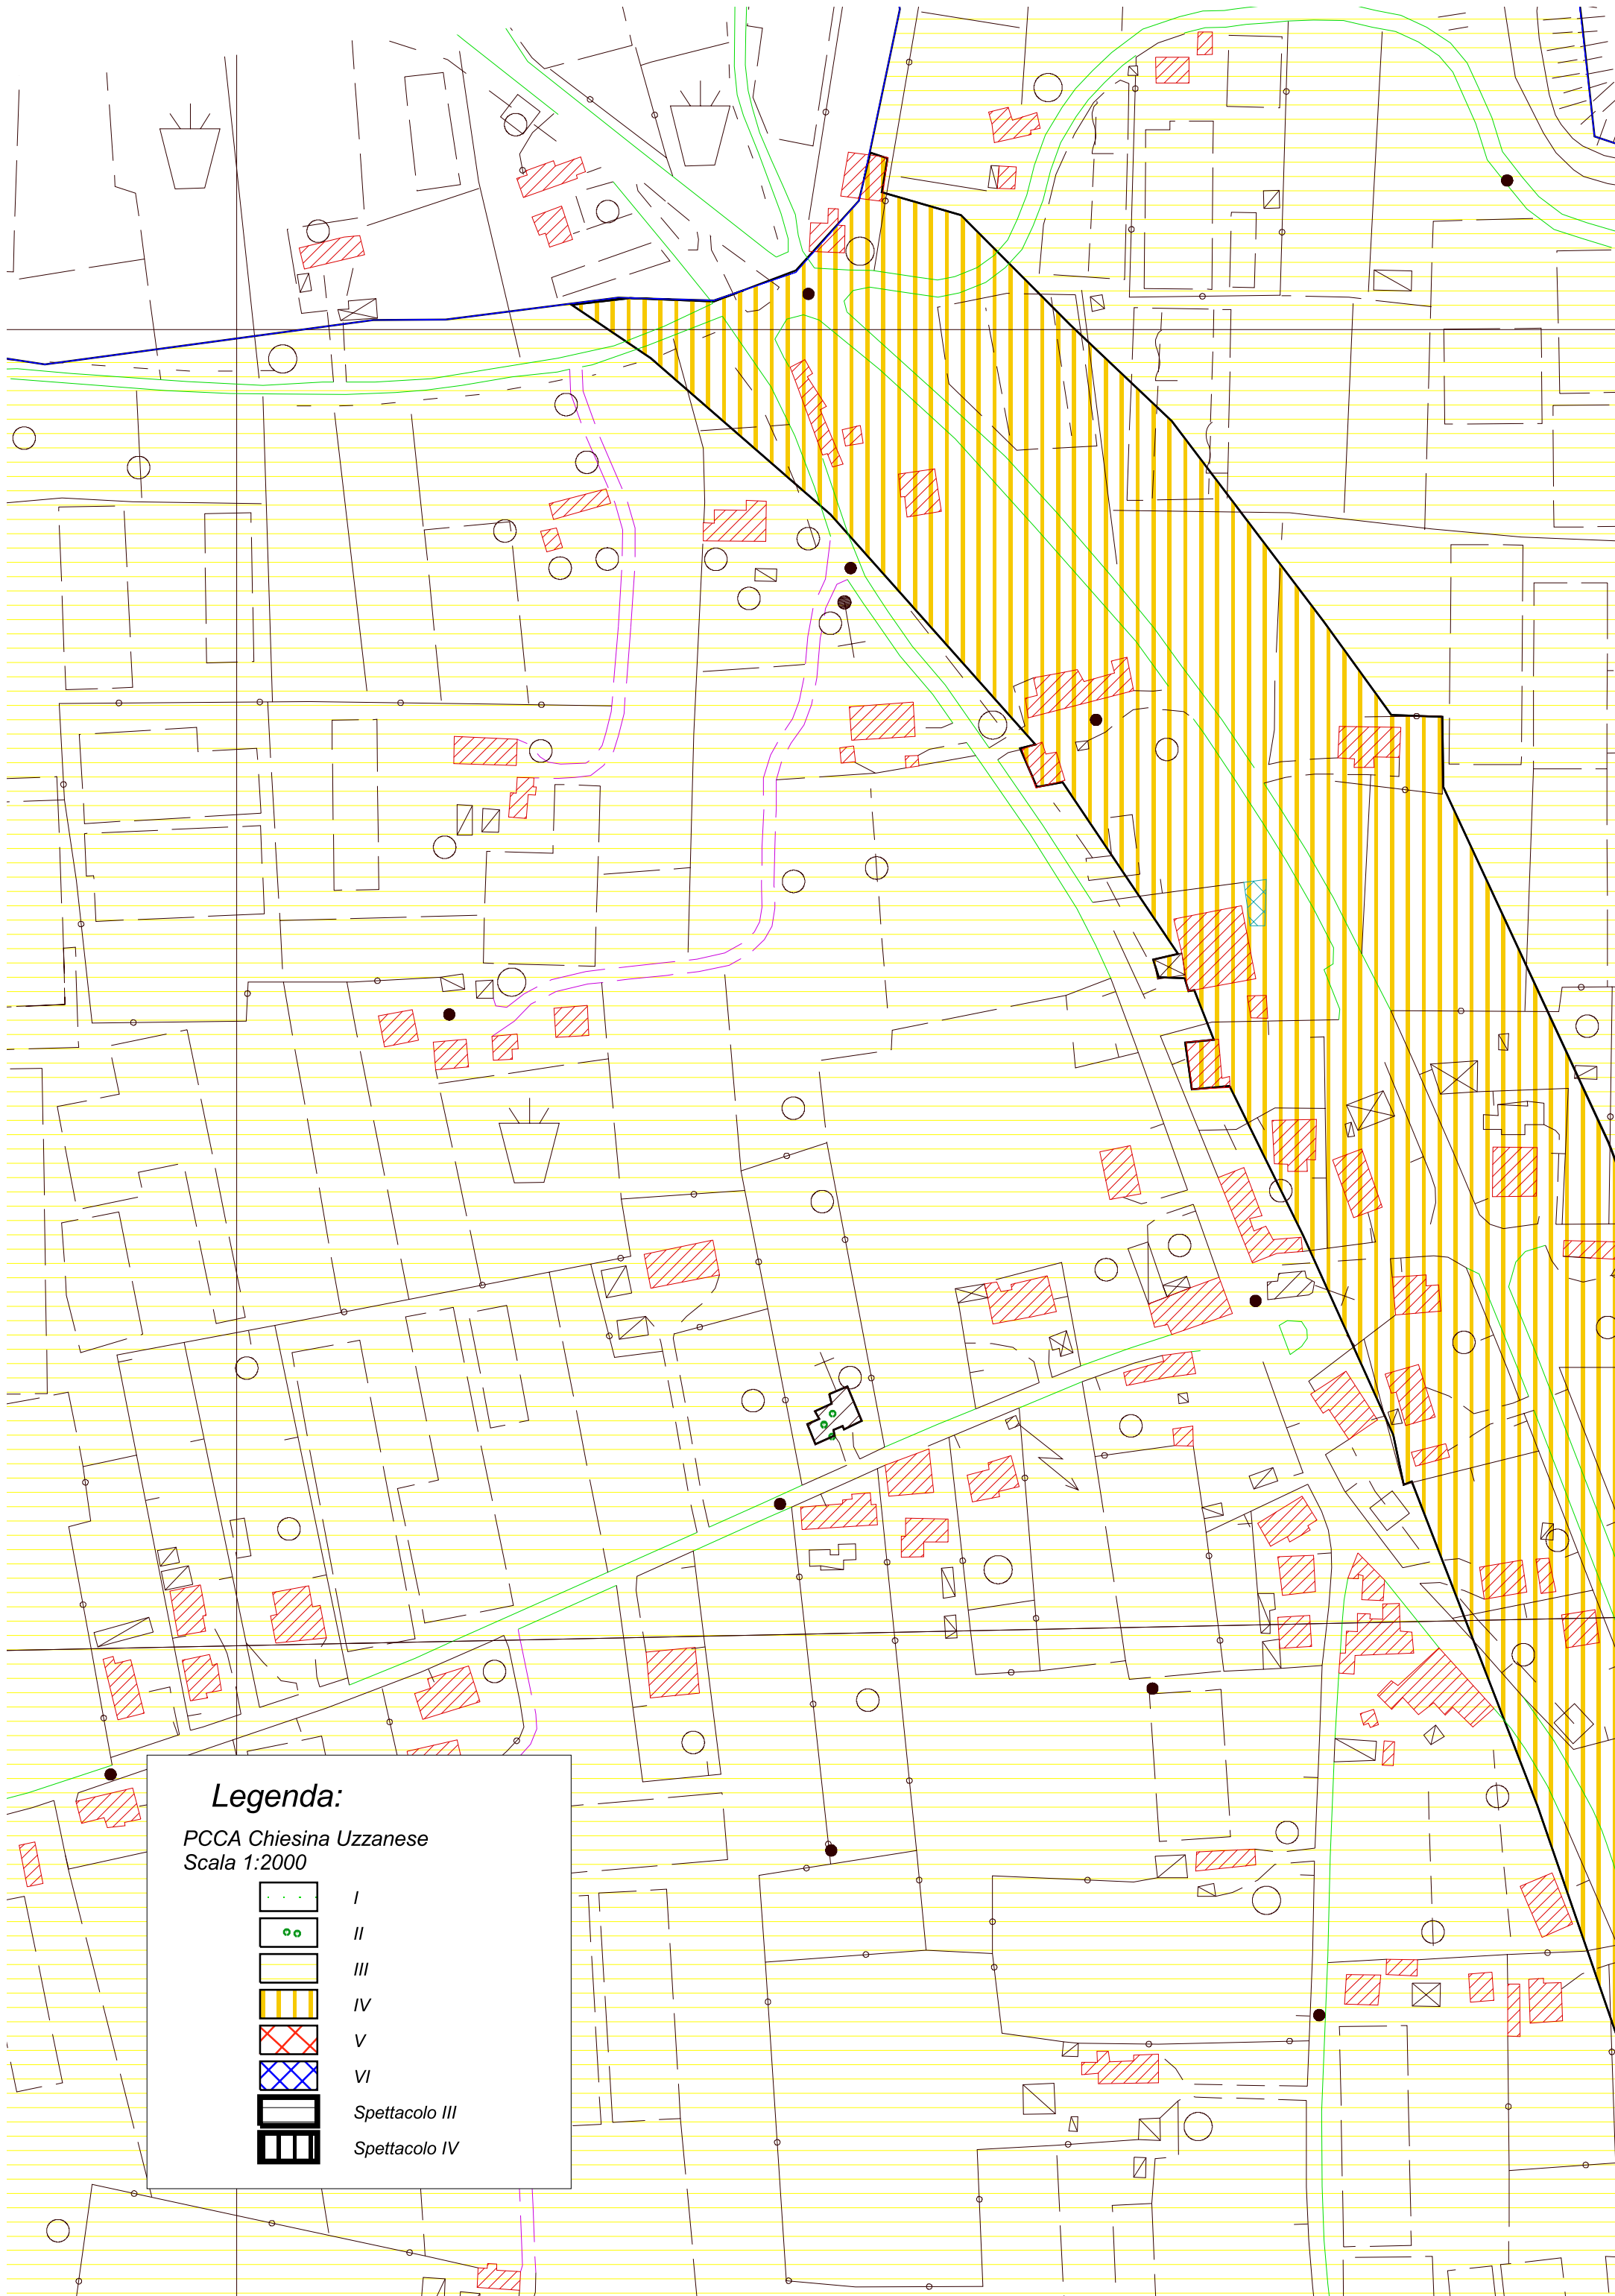 Legenda:
PCCA Chiesina Uzzanese
Scala 1:2000
I
II
III
IV
V
VI
Spettacolo III
Spettacolo IV